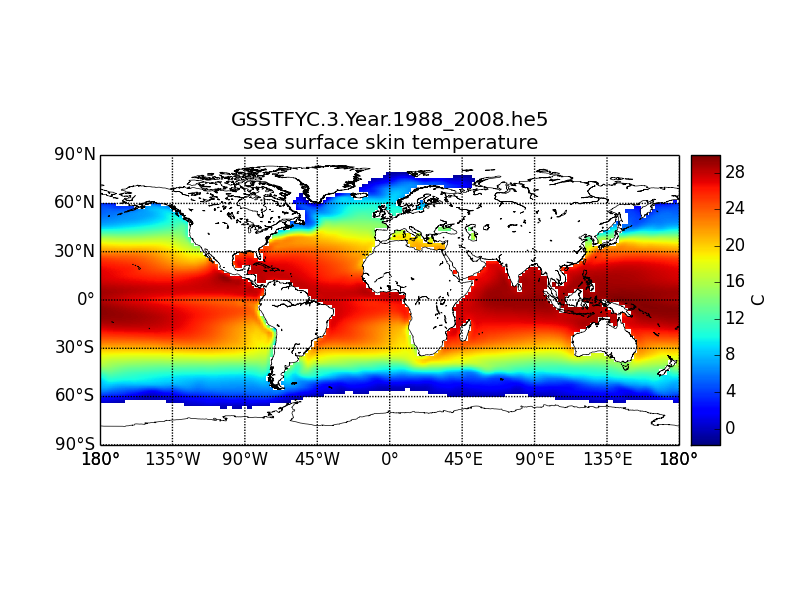 GSSTFYC.3.Year.1988_2008.he5
sea surface skin temperature
90°N
60°N
30°N
0°
30°S
60°S
90°S
180° 135°W 90°W 45°W 0° 45°E 90°E 135°E 180°
28
24
20
16
12
8
4
0
C